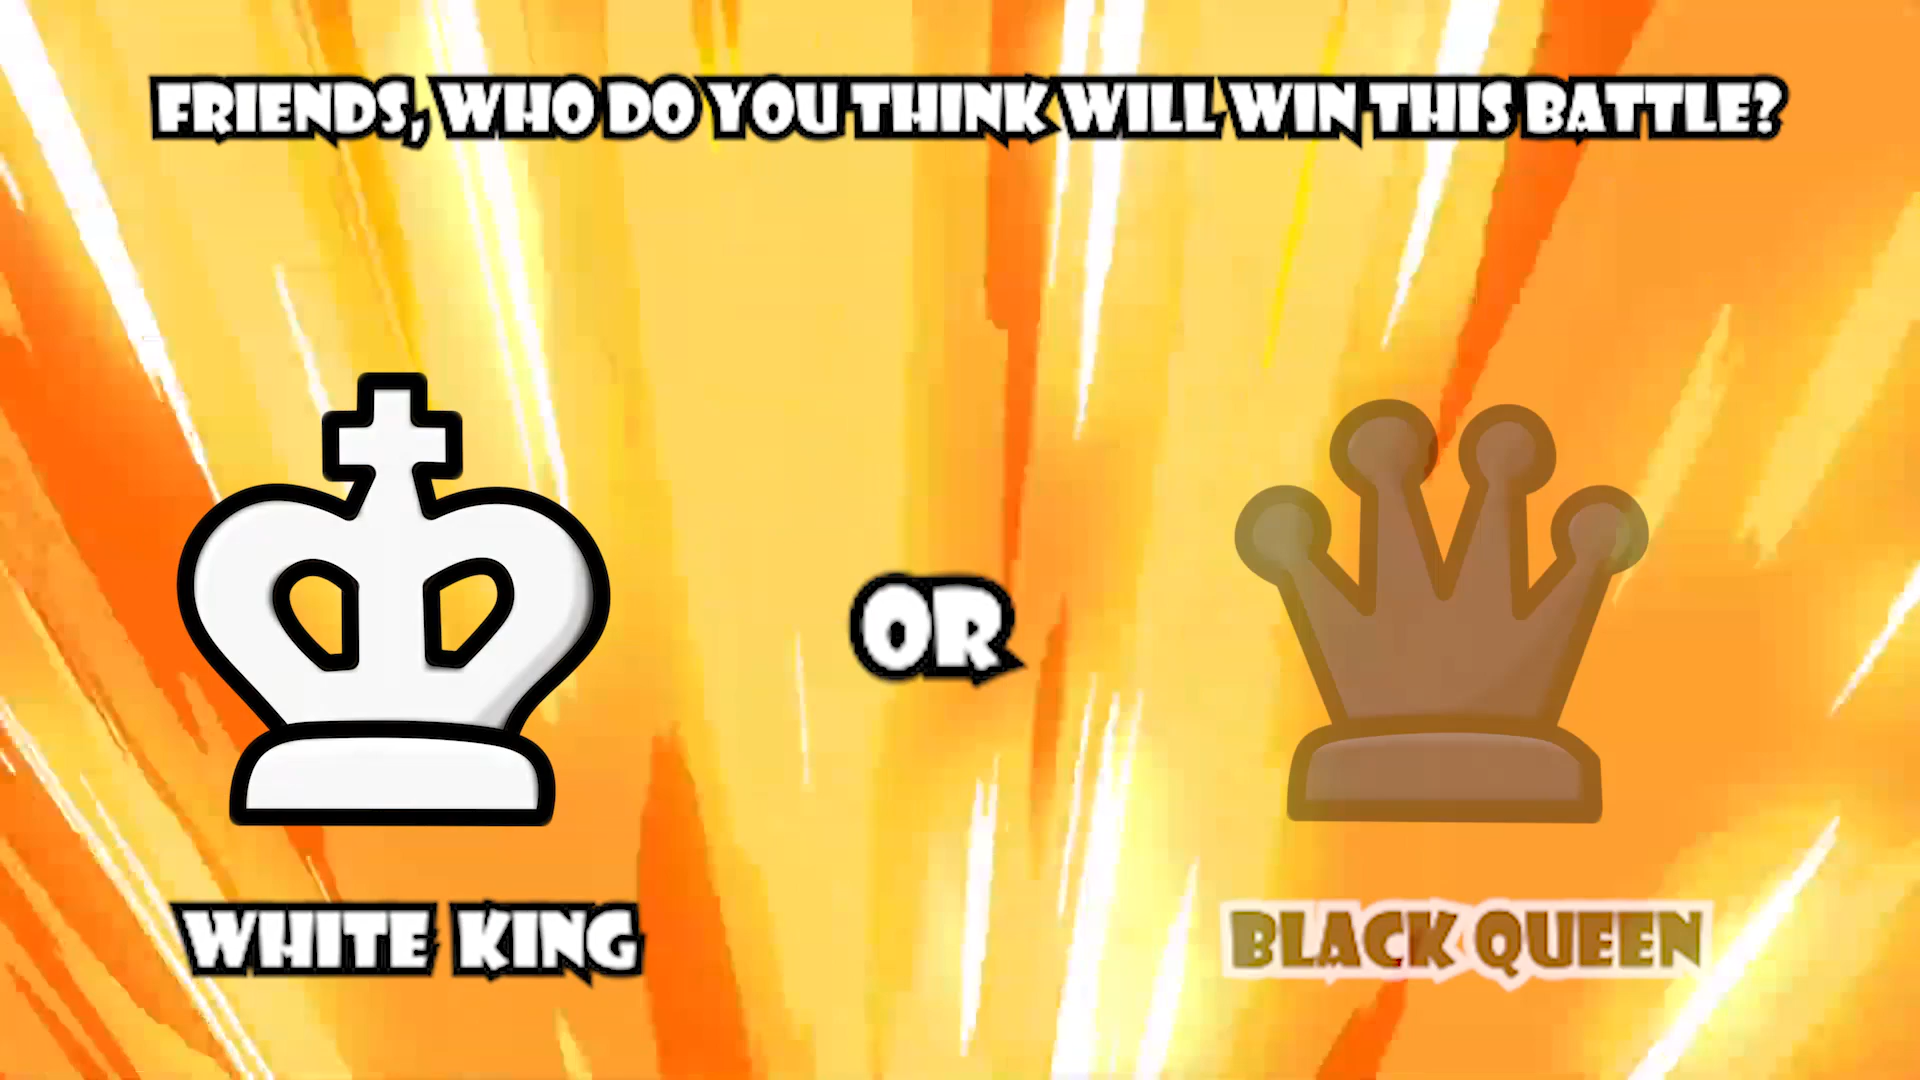 FRIENDS, WHO DO YOU THINK WILL WIN THIS BATTLE?
OR
WHITE KING
BLACK QUEEN